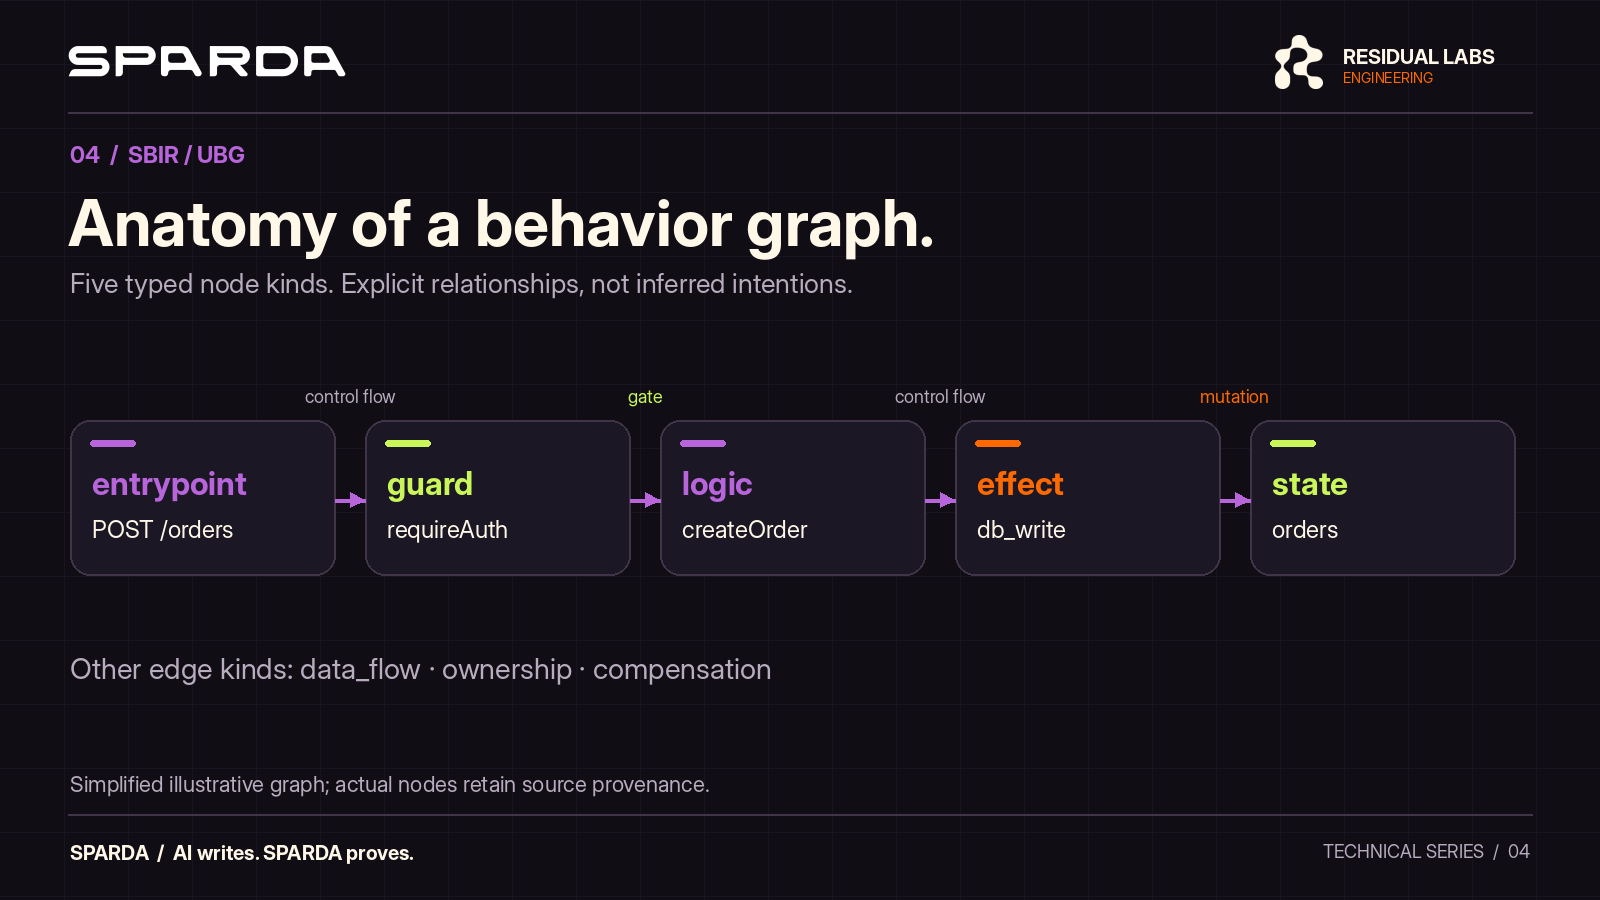 SPARDA
RESIDUAL LABS
ENGINEERING
04 / SBIR / UBG
Anatomy of a behavior graph.
Five typed node kinds. Explicit relationships, not inferred intentions.
control flow
gate
control flow
mutation
entrypoint
POST /orders
guard
requireAuth
logic
createOrder
effect
db_write
state
orders
Other edge kinds: data_flow · ownership · compensation
Simplified illustrative graph; actual nodes retain source provenance.
SPARDA / AI writes. SPARDA proves.
TECHNICAL SERIES / 04